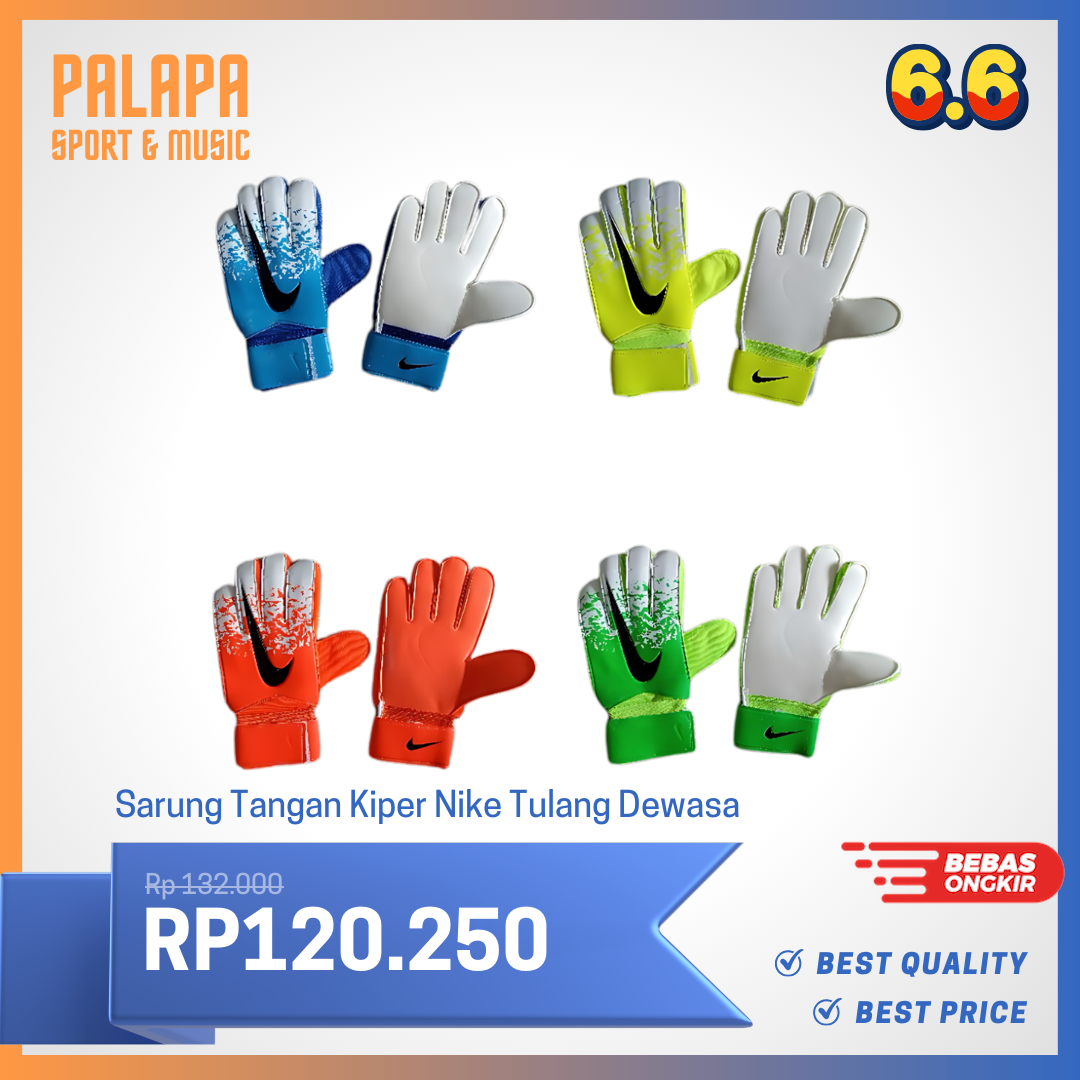 PALAPA
SPORT & MUSIC
6.6
Sarung Tangan Kiper Nike Tulang Dewasa
Rp 132.000
RP120.250
BEBAS
ONGKIR
BEST QUALITY
BEST PRICE